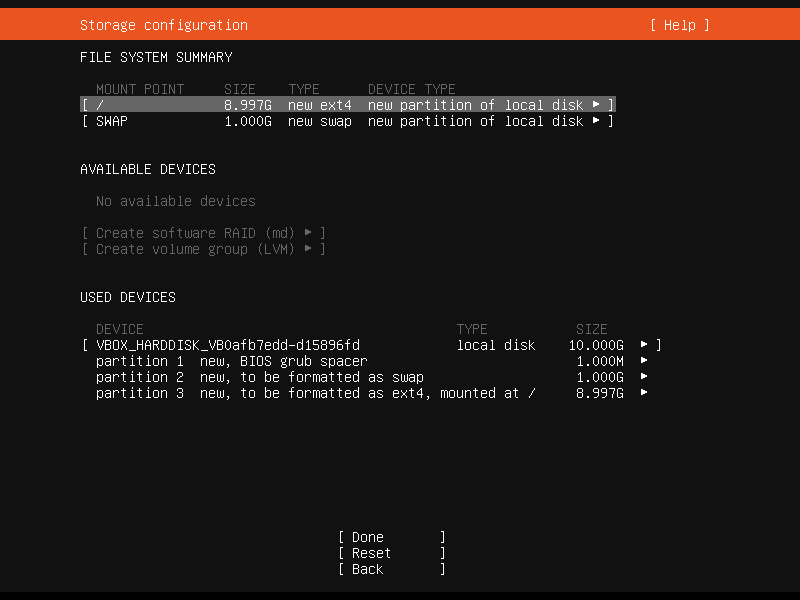 Storage configuration [ Help ]
FILE SYSTEM SUMMARY
MOUNT POINT SIZE TYPE DEVICE TYPE
[ / 8.997G new ext4 new partition of local disk ▸ ]
[ SWAP 1.000G new swap new partition of local disk ▸ ]
AVAILABLE DEVICES
No available devices
[ Create software RAID (md) ▸ ]
[ Create volume group (LVM) ▸ ]
USED DEVICES
DEVICE TYPE SIZE
[ VBOX_HARDDISK_VB0afb7edd-d15896fd local disk 10.000G ▸ ]
partition 1 new, BIOS grub spacer 1.000M ▸
partition 2 new, to be formatted as swap 1.000G ▸
partition 3 new, to be formatted as ext4, mounted at / 8.997G ▸
[ Done ]
[ Reset ]
[ Back ]